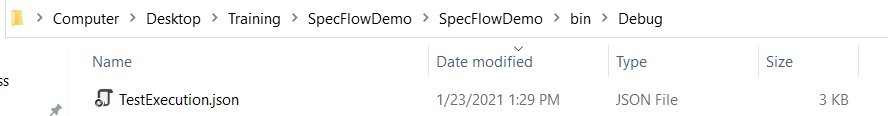 Computer > Desktop > Training > SpecFlowDemo > SpecFlowDemo > bin > Debug
Name Date modified Type Size
ss
TestExecution.json 1/23/2021 1:29 PM JSON File 3 KB